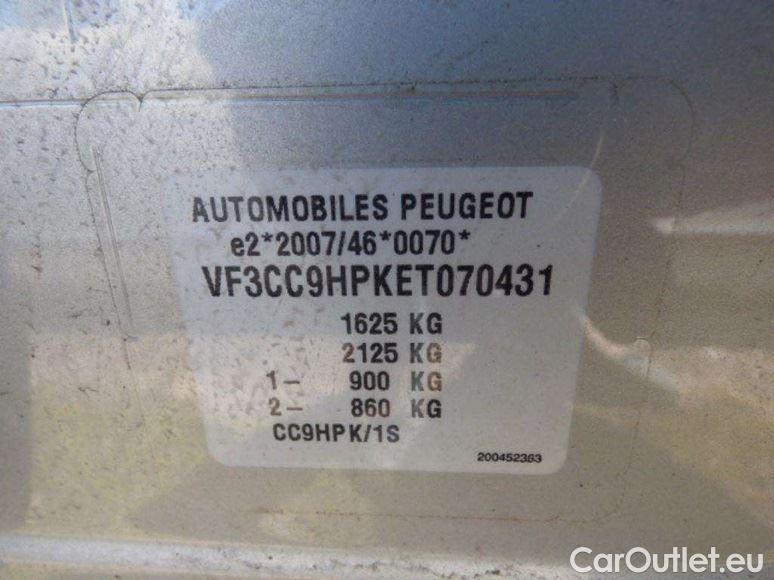 AUTOMOBILES PEUGEOT
e2*2007/46*0070*
VF3CC9HPKET070431
1625 KG
2125 KG
1- 900 KG
2- 860 KG
CC9HPK/1S
200452363
CarOutlet.eu